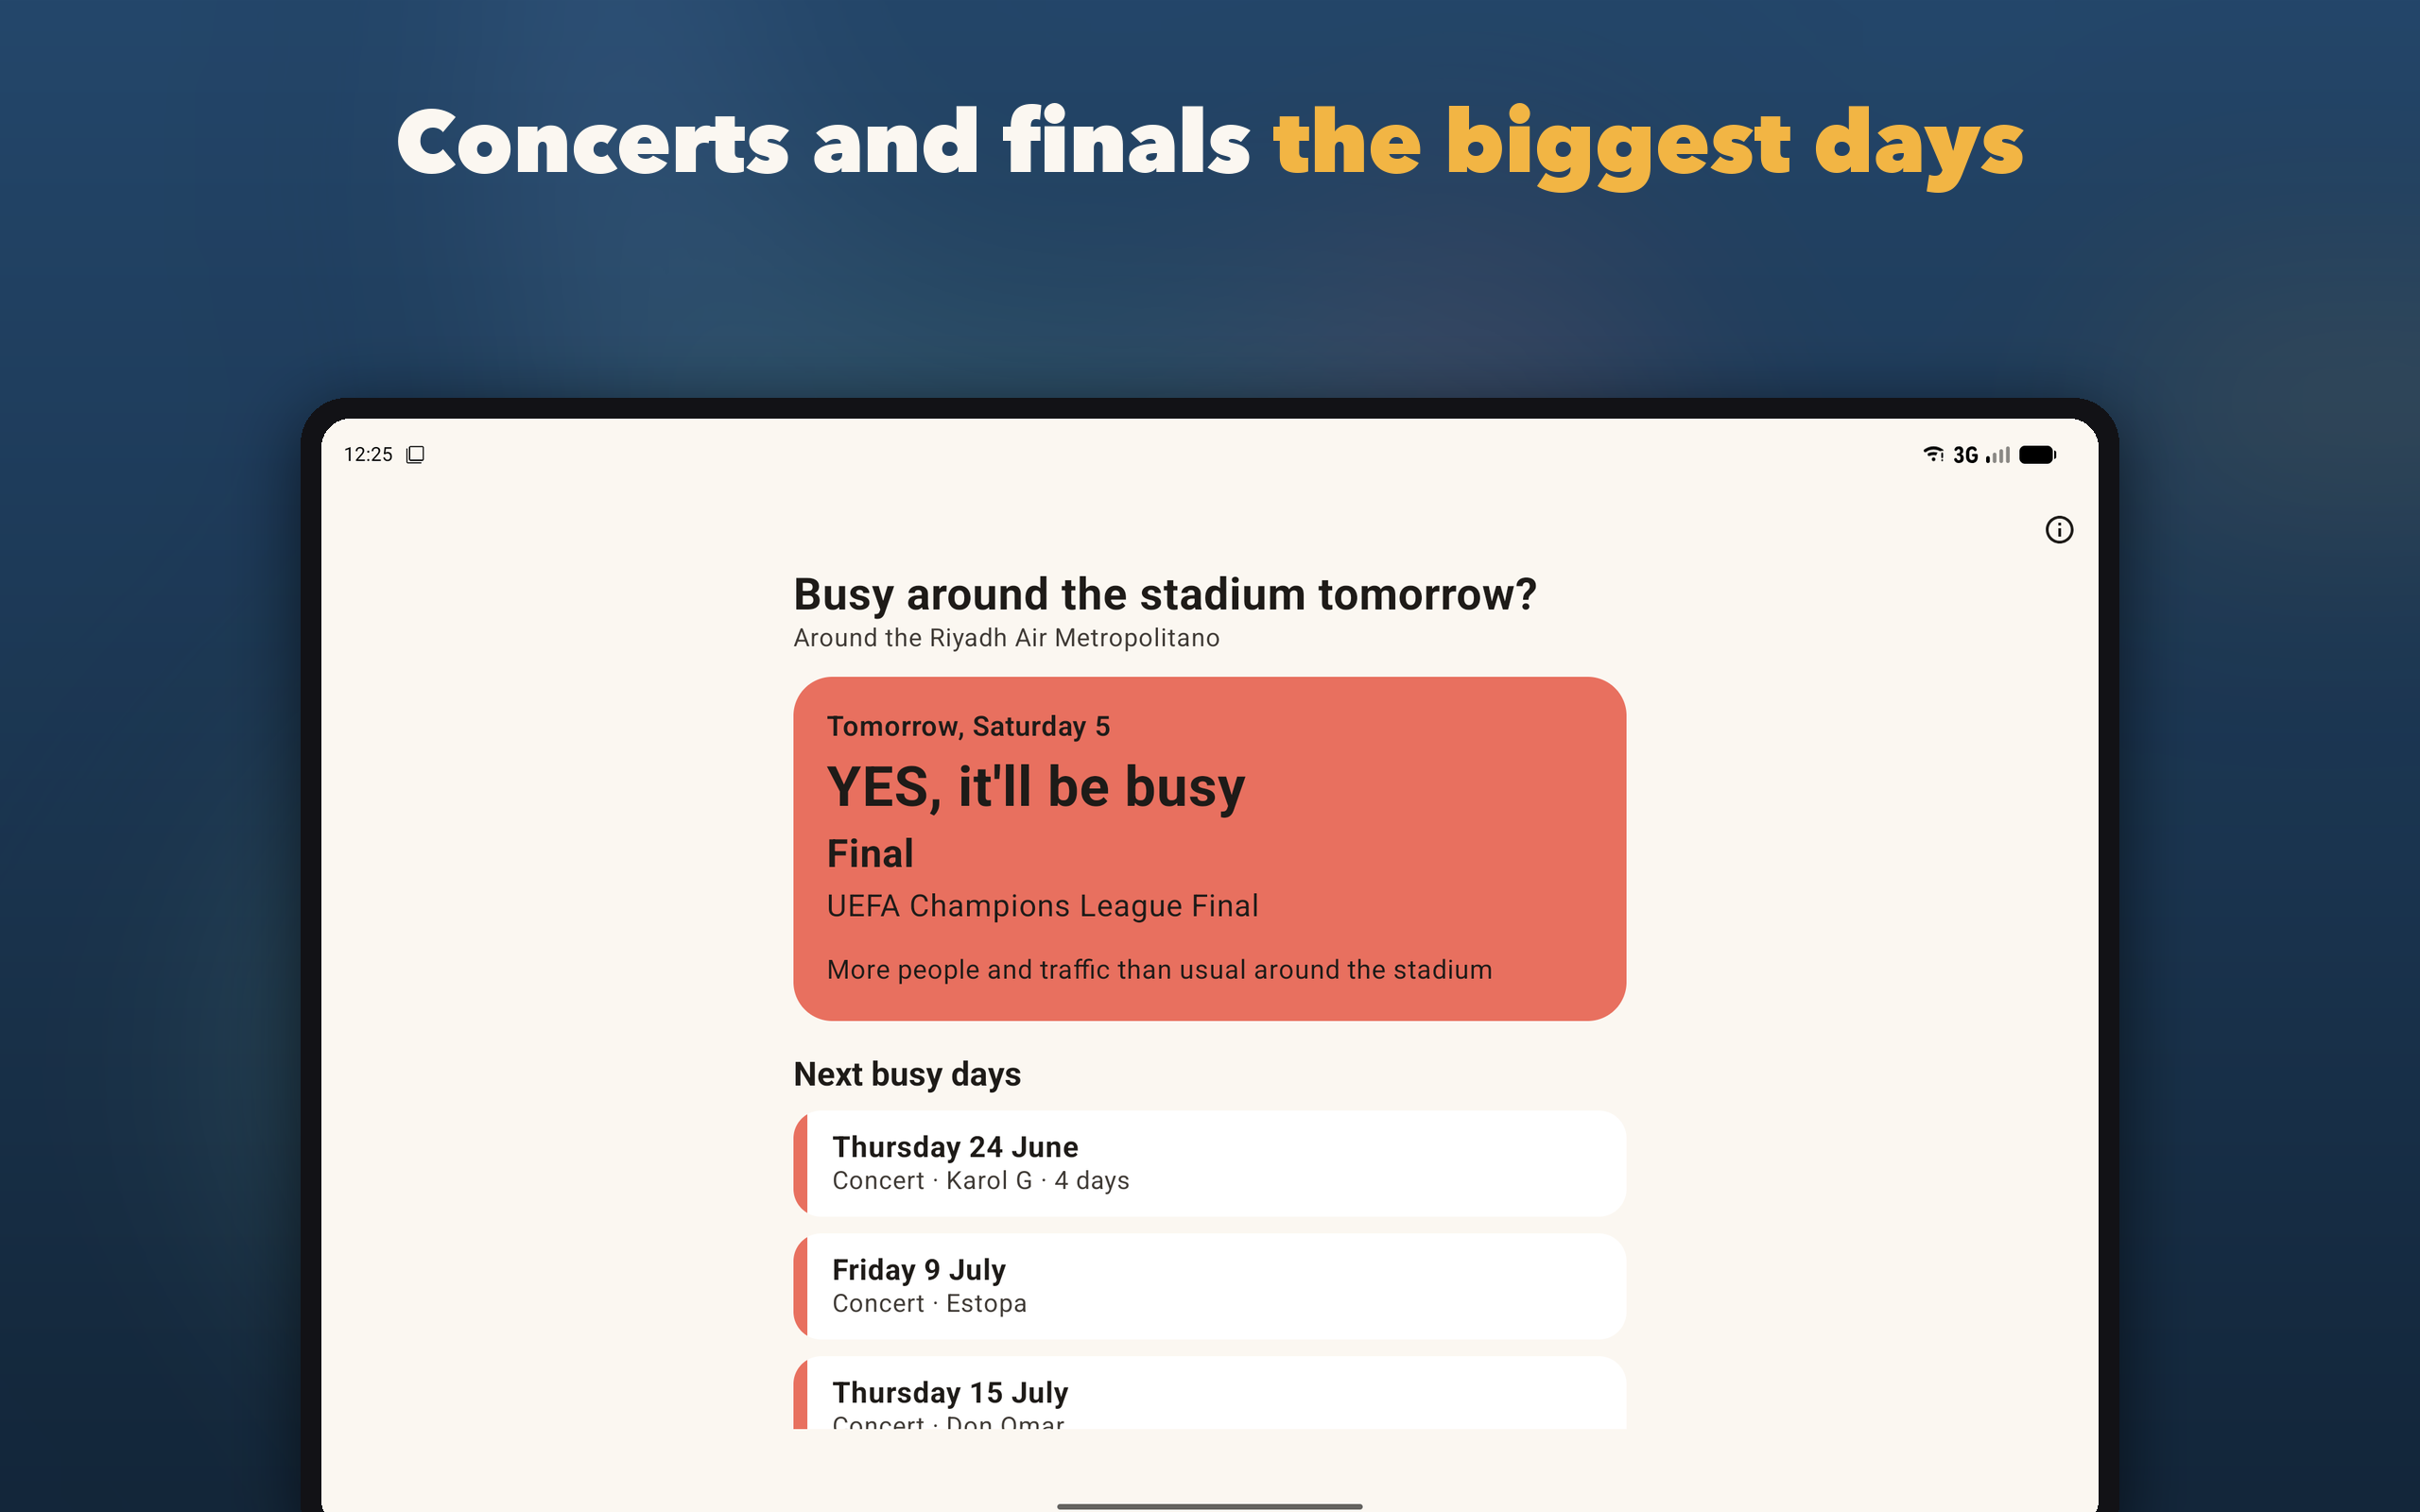 Concerts and finals the biggest days
12:25
3G
Busy around the stadium tomorrow?
Around the Riyadh Air Metropolitano
Tomorrow, Saturday 5
YES, it'll be busy
Final
UEFA Champions League Final
More people and traffic than usual around the stadium
Next busy days
Thursday 24 June
Concert · Karol G · 4 days
Friday 9 July
Concert · Estopa
Thursday 15 July
Concert · Don Omar